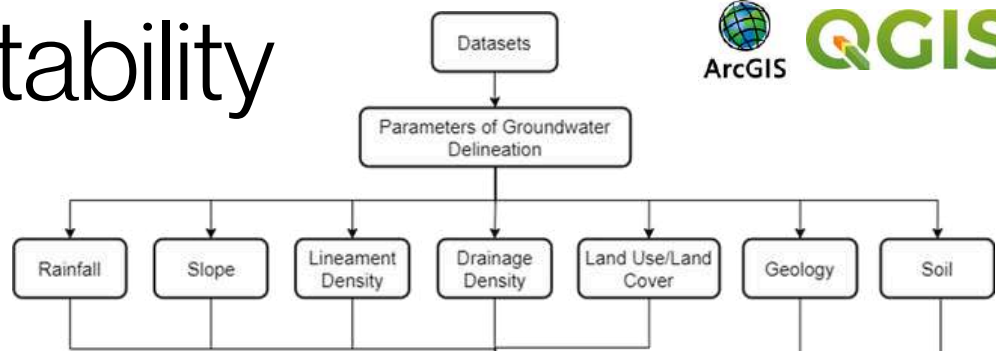 tability
Datasets
ArcGIS
QGIS
Parameters of Groundwater
Delineation
Rainfall
Slope
Lineament
Density
Drainage
Density
Land Use/Land
Cover
Geology
Soil